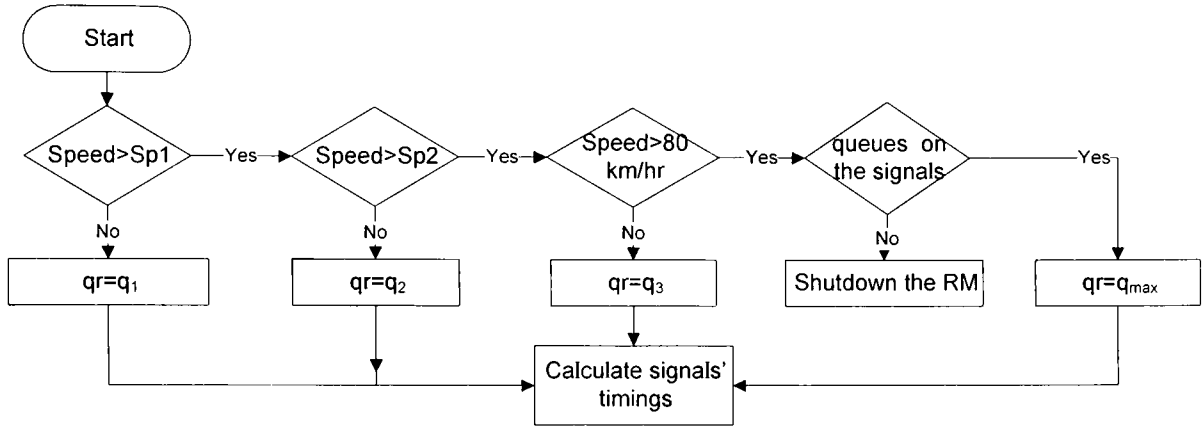 Start
Speed>Sp1
Yes
Speed>Sp2
Yes
Speed>80
km/hr
Yes
queues on
the signals
Yes
No
No
No
No
qr=q1
qr=q2
qr=q3
Shutdown the RM
qr=qmax
Calculate signals'
timings